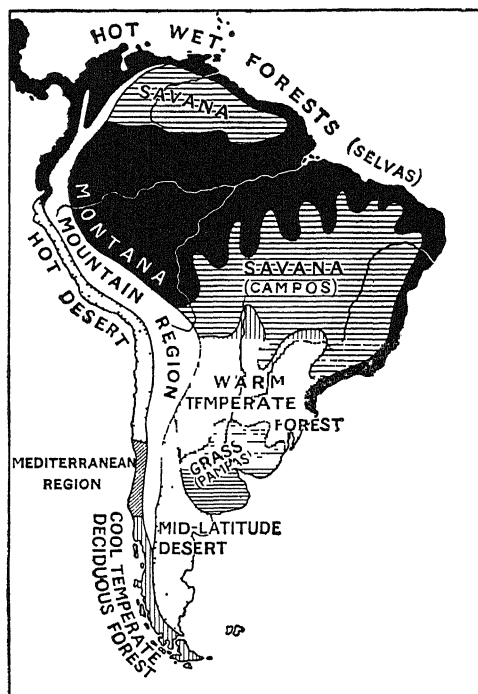 HOT WET FORESTS (SELVAS)
SAVANA
MONTANA
MOUNTAIN REGION
HOT DESERT
SAVANA
(CAMPOS)
WARM
TEMPERATE
FOREST
GRASS
(PAMPAS)
MEDITERRANEAN
REGION
MID-LATITUDE
DESERT
COOL TEMPERATE
DECIDUOUS FOREST